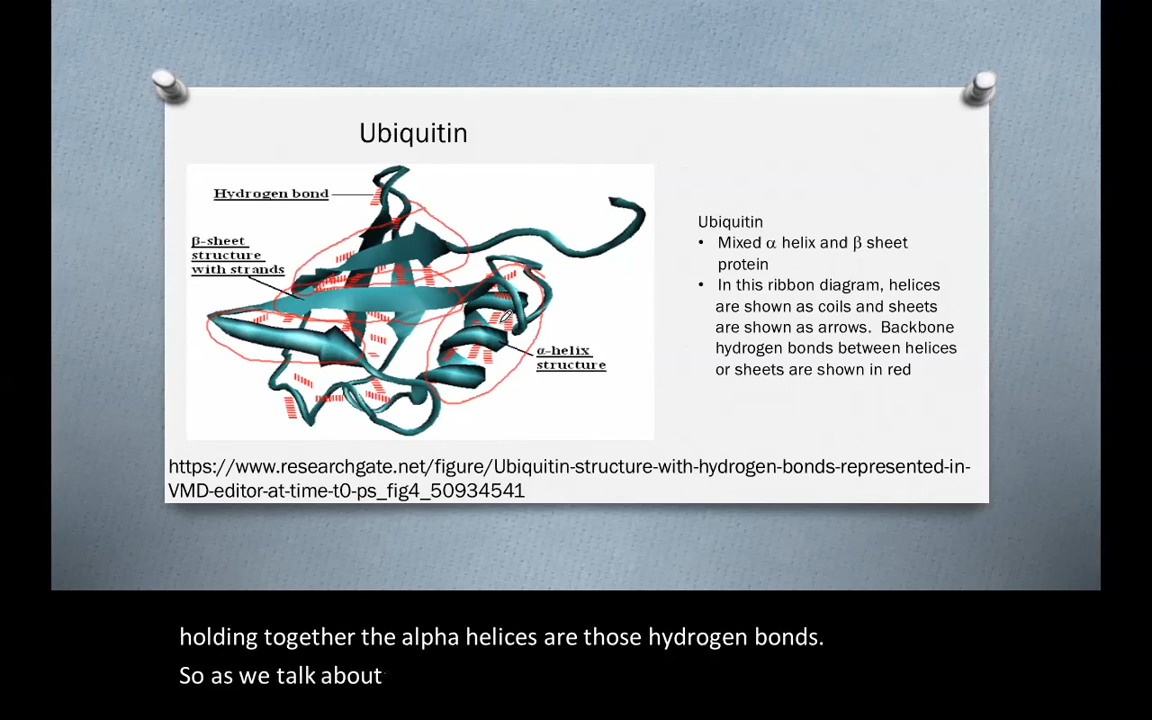 Ubiquitin
Hydrogen bond
β-sheet
structure
with strands
α-helix
structure
Ubiquitin
• Mixed α helix and β sheet
protein
• In this ribbon diagram, helices
are shown as coils and sheets
are shown as arrows. Backbone
hydrogen bonds between helices
or sheets are shown in red
https://www.researchgate.net/figure/Ubiquitin-structure-with-hydrogen-bonds-represented-in-
VMD-editor-at-time-t0-ps_fig4_50934541
holding together the alpha helices are those hydrogen bonds.
So as we talk about